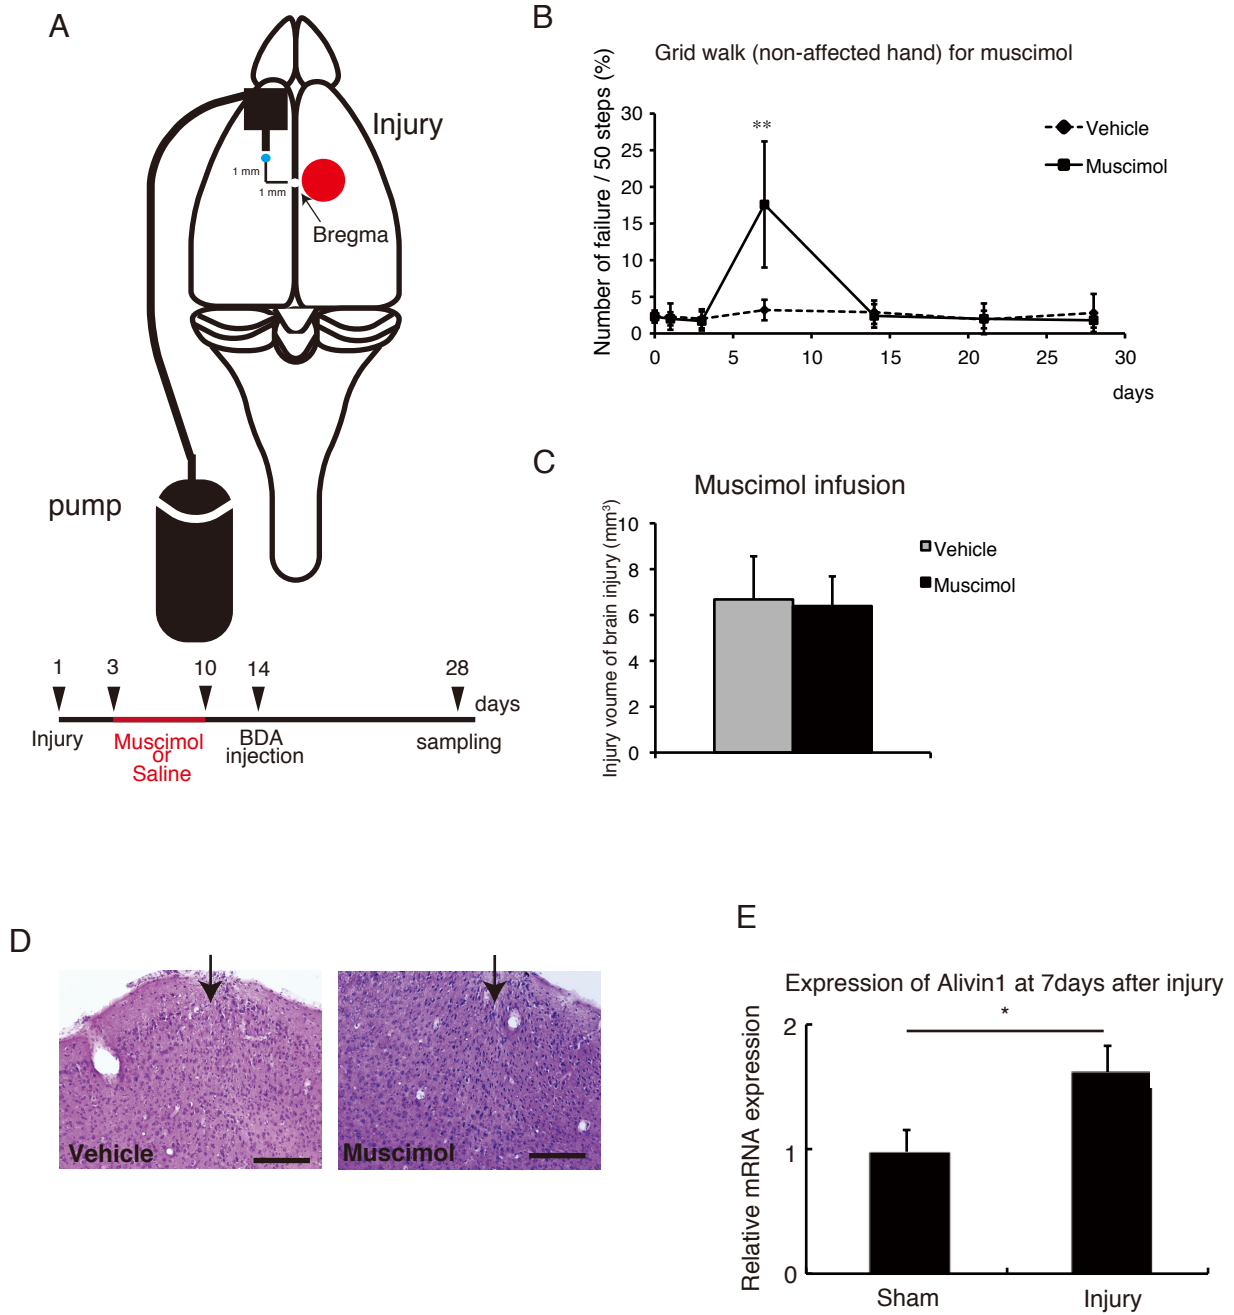 A
Injury
1 mm
1 mm
Bregma
pump
1 3 10 14 28
days
Injury
Muscimol
or
Saline
BDA
injection
sampling
B
Grid walk (non-affected hand) for muscimol
Number of failure / 50 steps (%)
30
25
20
15
10
5
0
**
Vehicle
Muscimol
0 5 10 15 20 25 30
days
C
Muscimol infusion
Injury voume of brain injury (mm³)
10
8
6
4
2
0
Vehicle
Muscimol
D
Vehicle
Muscimol
E
Expression of Alivin1 at 7days after injury
*
Relative mRNA expression
2
1
0
Sham
Injury